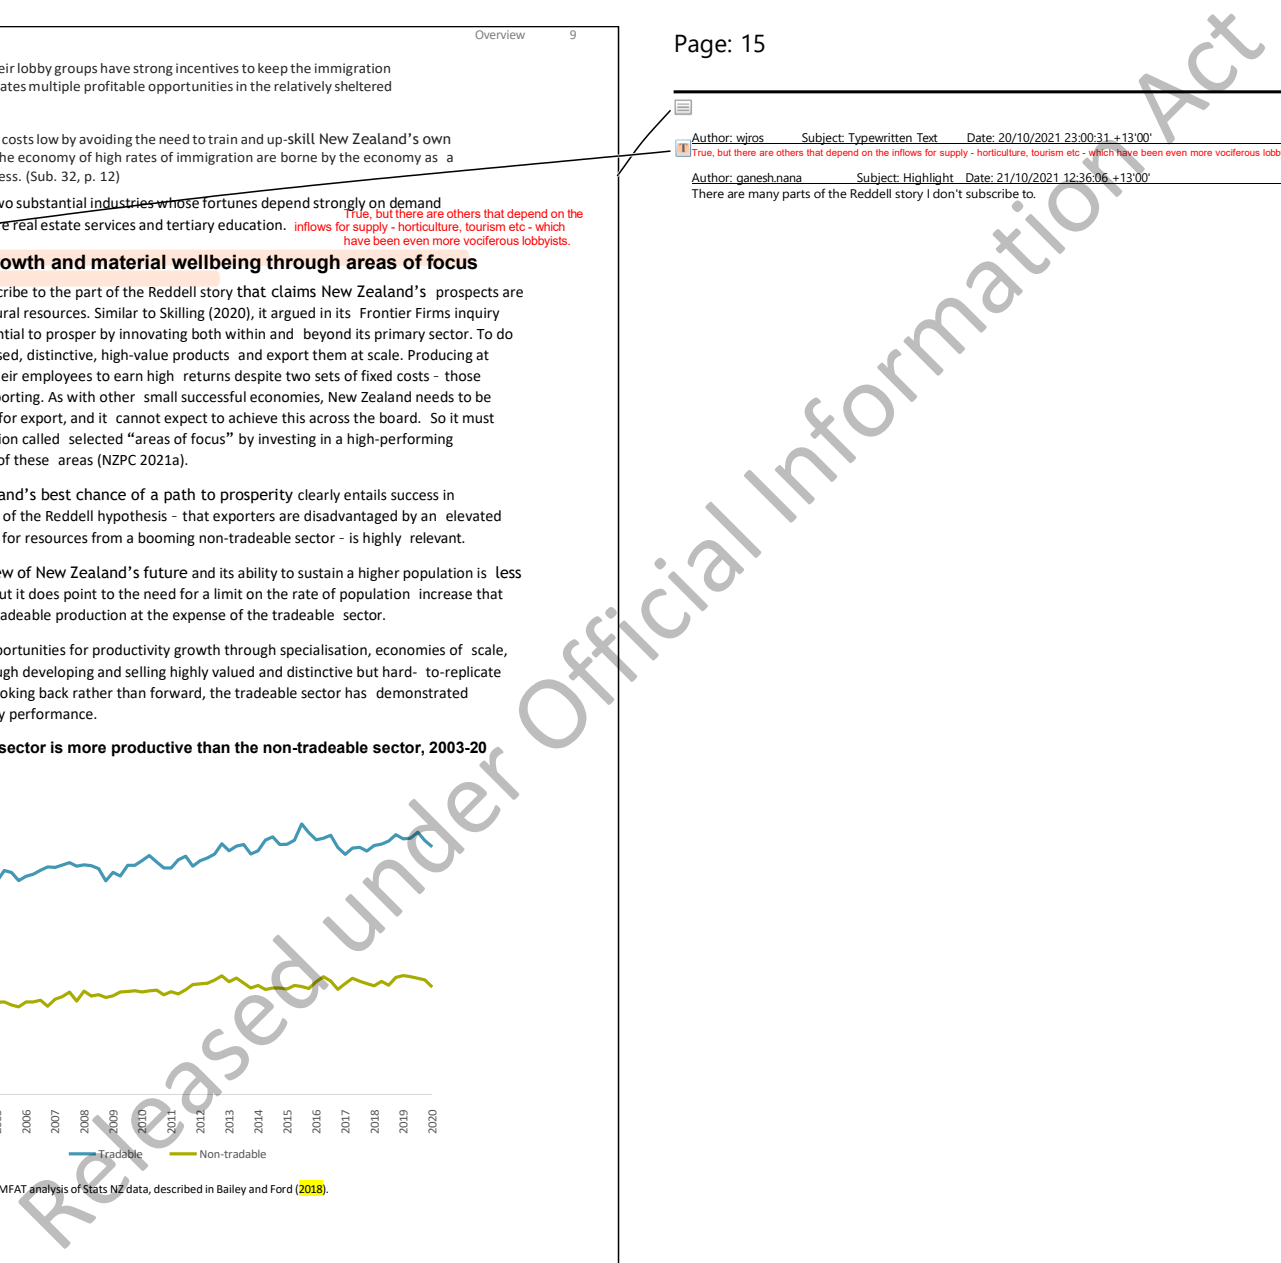 Overview 9
eir lobby groups have strong incentives to keep the immigration
ates multiple profitable opportunities in the relatively sheltered
costs low by avoiding the need to train and up-skill New Zealand's own
he economy of high rates of immigration are borne by the economy as a
ess. (Sub. 32, p. 12)
wo substantial industries whose fortunes depend strongly on demand
e real estate services and tertiary education.
True, but there are others that depend on the
inflows for supply - horticulture, tourism etc - which
have been even more vociferous lobbyists.
owth and material wellbeing through areas of focus
cribe to the part of the Reddell story that claims New Zealand's prospects are
ural resources. Similar to Skilling (2020), it argued in its Frontier Firms inquiry
ntial to prosper by innovating both within and beyond its primary sector. To do
sed, distinctive, high-value products and export them at scale. Producing at
eir employees to earn high returns despite two sets of fixed costs – those
porting. As with other small successful economies, New Zealand needs to be
for export, and it cannot expect to achieve this across the board. So it must
ion called selected “areas of focus” by investing in a high-performing
of these areas (NZPC 2021a).
and's best chance of a path to prosperity clearly entails success in
of the Reddell hypothesis – that exporters are disadvantaged by an elevated
for resources from a booming non-tradeable sector – is highly relevant.
ew of New Zealand's future and its ability to sustain a higher population is less
ut it does point to the need for a limit on the rate of population increase that
adeable production at the expense of the tradeable sector.
portunities for productivity growth through specialisation, economies of scale,
ugh developing and selling highly valued and distinctive but hard- to-replicate
oking back rather than forward, the tradeable sector has demonstrated
y performance.
sector is more productive than the non-tradeable sector, 2003-20
2006 2007 2008 2009 2010 2011 2012 2013 2014 2015 2016 2017 2018 2019 2020
Tradable Non-tradable
MFAT analysis of Stats NZ data, described in Bailey and Ford (2018).
Page: 15
Author: wjros Subject: Typewritten Text Date: 20/10/2021 23:00:31 +13'00'
T True, but there are others that depend on the inflows for supply - horticulture, tourism etc - which have been even more vociferous lobb
Author: ganesh.nana Subject: Highlight Date: 21/10/2021 12:36:06 +13'00'
There are many parts of the Reddell story I don't subscribe to.
Released under Official Information Act